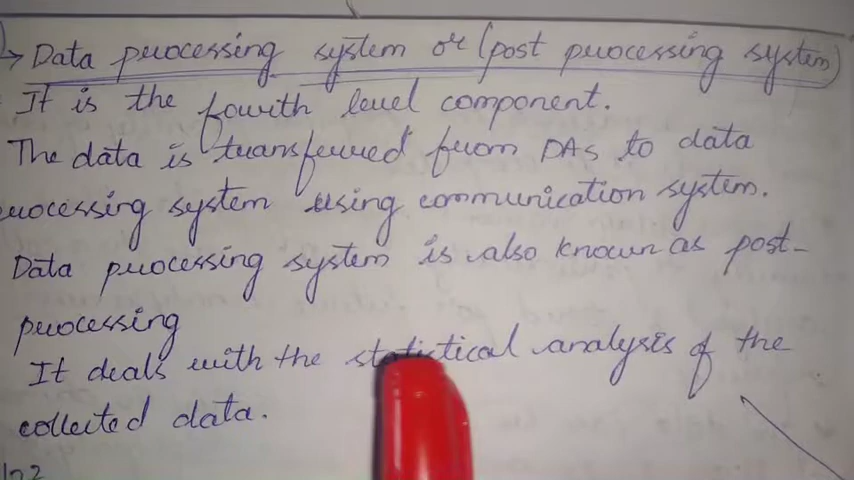 → Data processing system or (post processing system)
It is the fourth level component.
The data is transferred from DAS to data
processing system using communication system.
Data processing system is also known as post-
processing
It deals with the statictical analysis of the
collected data.